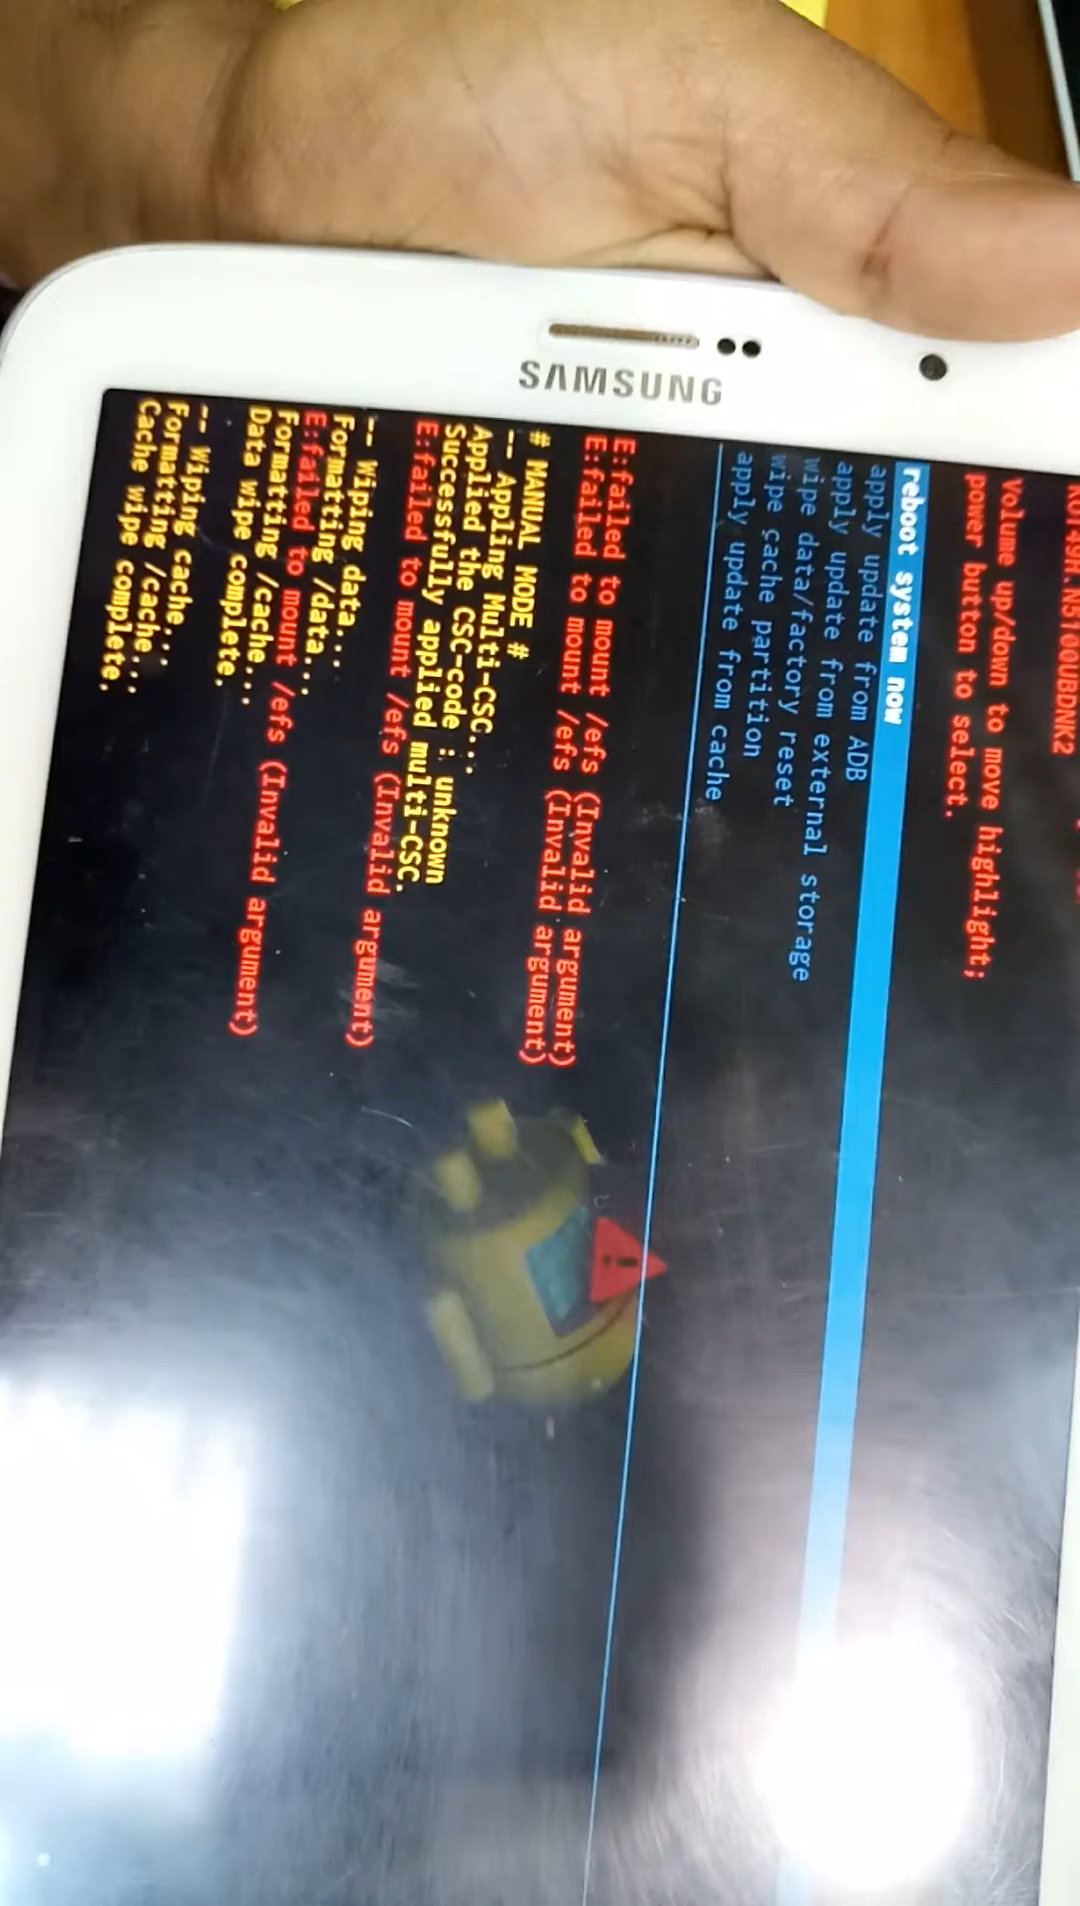 SAMSUNG
KOT49H.N5100UBDNK2
Volume up/down to move highlight;
power button to select.
reboot system now
apply update from ADB
apply update from external storage
wipe data/factory reset
wipe cache partition
apply update from cache
E:failed to mount /efs (Invalid argument)
E:failed to mount /efs (Invalid argument)
# MANUAL MODE #
-- Appling Multi-CSC...
Applied the CSC-code : unknown
Successfully applied multi-CSC.
E:failed to mount /efs (Invalid argument)
-- Wiping data...
Formatting /data...
E:failed to mount /efs (Invalid argument)
Formatting /cache...
Data wipe complete.
-- Wiping cache...
Formatting /cache...
Cache wipe complete.